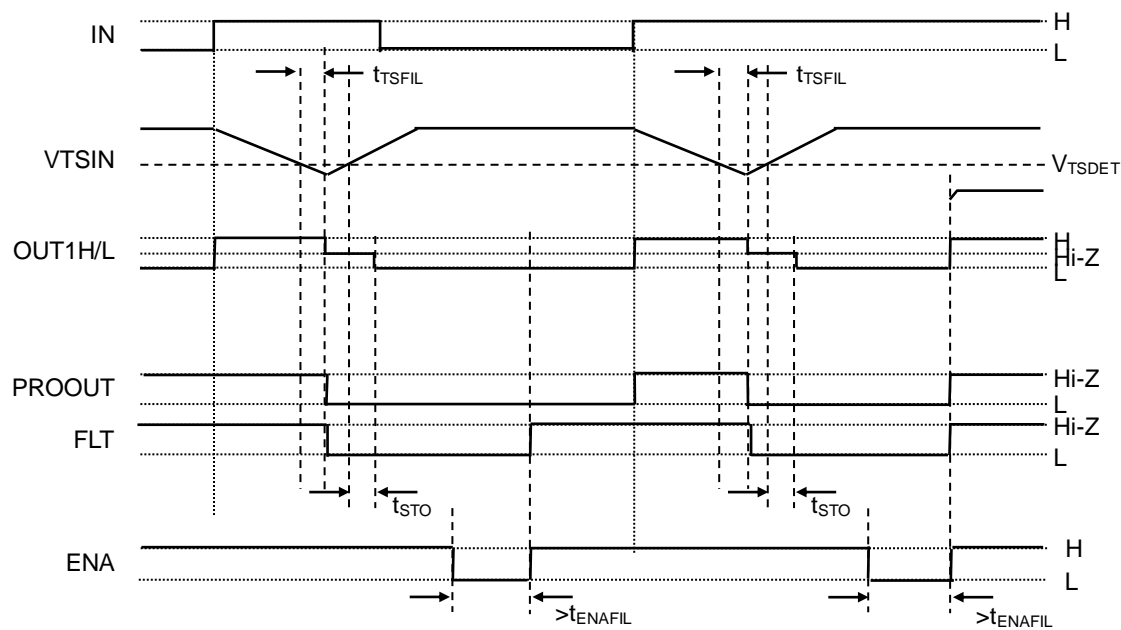 IN
H
L
tTSFIL
tTSFIL
VTSIN
VTSDET
OUT1H/L
H
Hi-Z
L
PROOUT
Hi-Z
L
FLT
Hi-Z
L
tSTO
tSTO
ENA
H
L
>tENAFIL
>tENAFIL